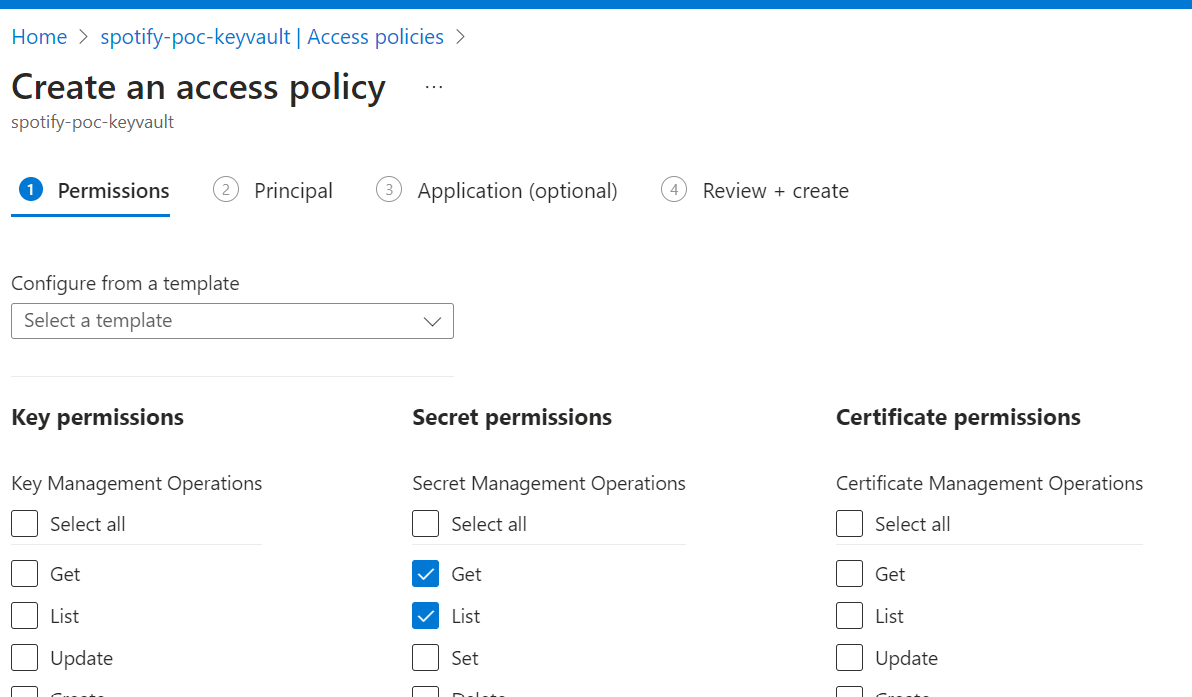 Home > spotify-poc-keyvault | Access policies >
Create an access policy ...
spotify-poc-keyvault
1 Permissions 2 Principal 3 Application (optional) 4 Review + create
Configure from a template
Select a template
Key permissions Secret permissions Certificate permissions
Key Management Operations Secret Management Operations Certificate Management Operations
Select all Select all Select all
Get Get Get
List List List
Update Set Update
Create Delete Create